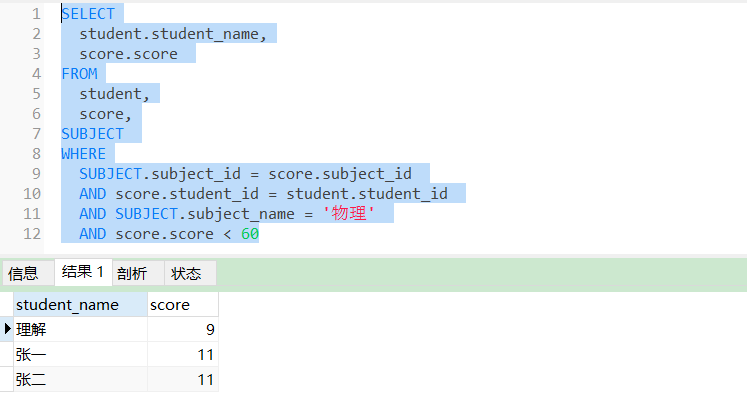 1 SELECT
2 student.student_name,
3 score.score
4 FROM
5 student,
6 score,
7 SUBJECT
8 WHERE
9 SUBJECT.subject_id = score.subject_id
10 AND score.student_id = student.student_id
11 AND SUBJECT.subject_name = '物理'
12 AND score.score < 60
信息 结果 1 剖析 状态
student_name score
理解 9
张一 11
张二 11